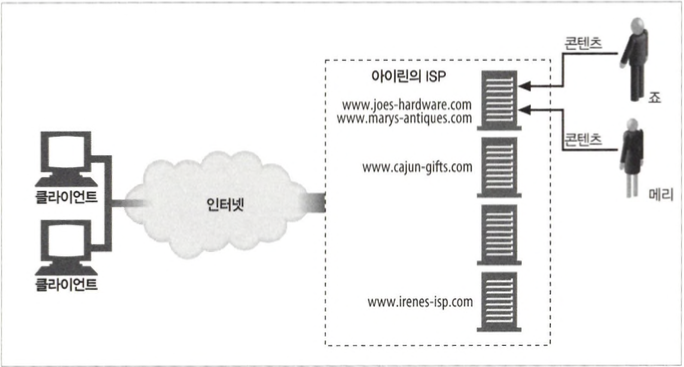 콘텐츠
아이린의 ISP
죠
www.joes-hardware.com
www.marys-antiques.com
콘텐츠
www.cajun-gifts.com
클라이언트
메리
인터넷
클라이언트
www.irenes-isp.com